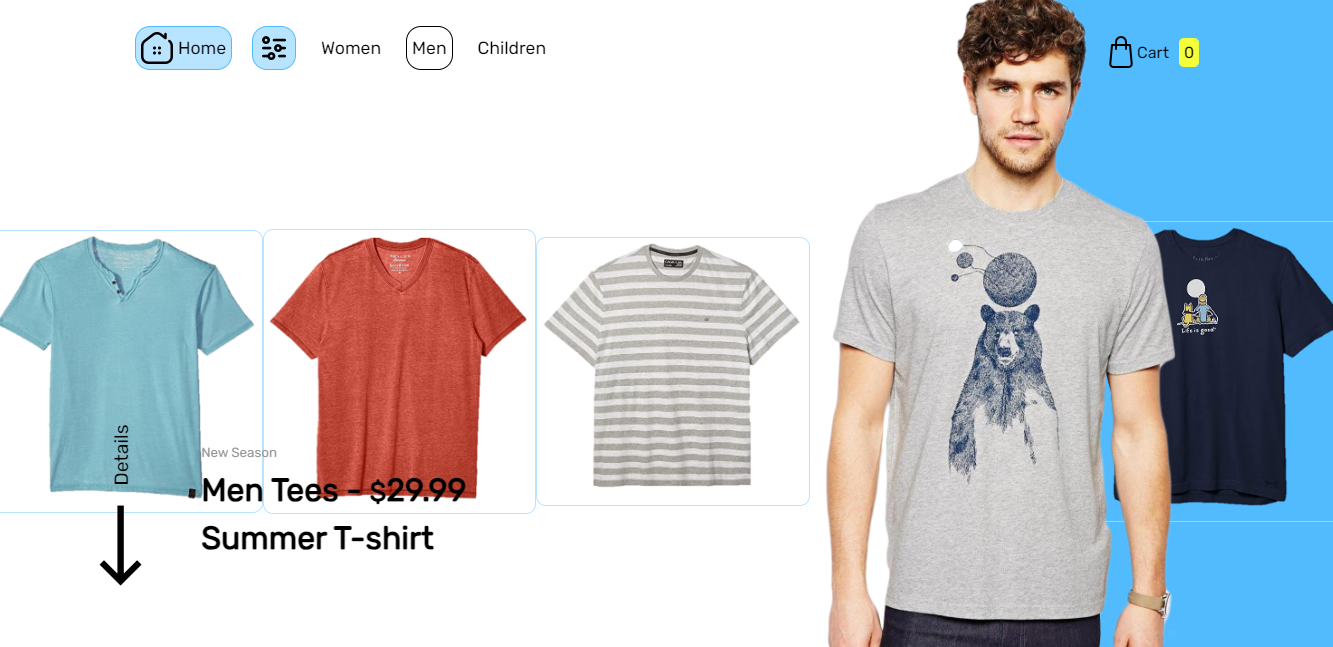 Home
Women
Men
Children
Cart 0
Life is good
Details
New Season
Men Tees - $29.99
Summer T-shirt